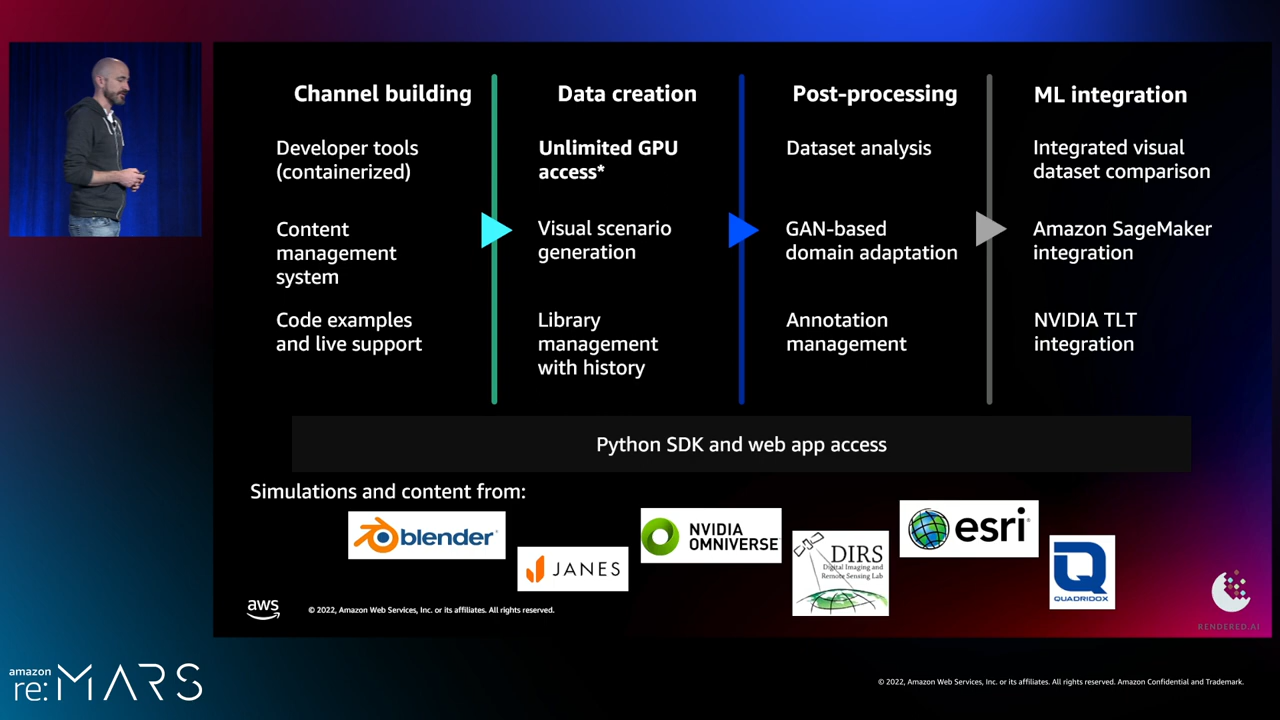 Channel building
Developer tools
(containerized)
Content
management
system
Code examples
and live support
Data creation
Unlimited GPU
access*
Visual scenario
generation
Library
management
with history
Post-processing
Dataset analysis
GAN-based
domain adaptation
Annotation
management
ML integration
Integrated visual
dataset comparison
Amazon SageMaker
integration
NVIDIA TLT
integration
Python SDK and web app access
Simulations and content from:
blender
JANES
NVIDIA
OMNIVERSE
DIRS
Digital Imaging and
Remote Sensing Lab
esri
QUADRIDOX
aws
© 2022, Amazon Web Services, Inc. or its affiliates. All rights reserved.
RENDERED.AI
amazon
re:MARS
© 2022, Amazon Web Services, Inc. or its affiliates. All rights reserved. Amazon Confidential and Trademark.